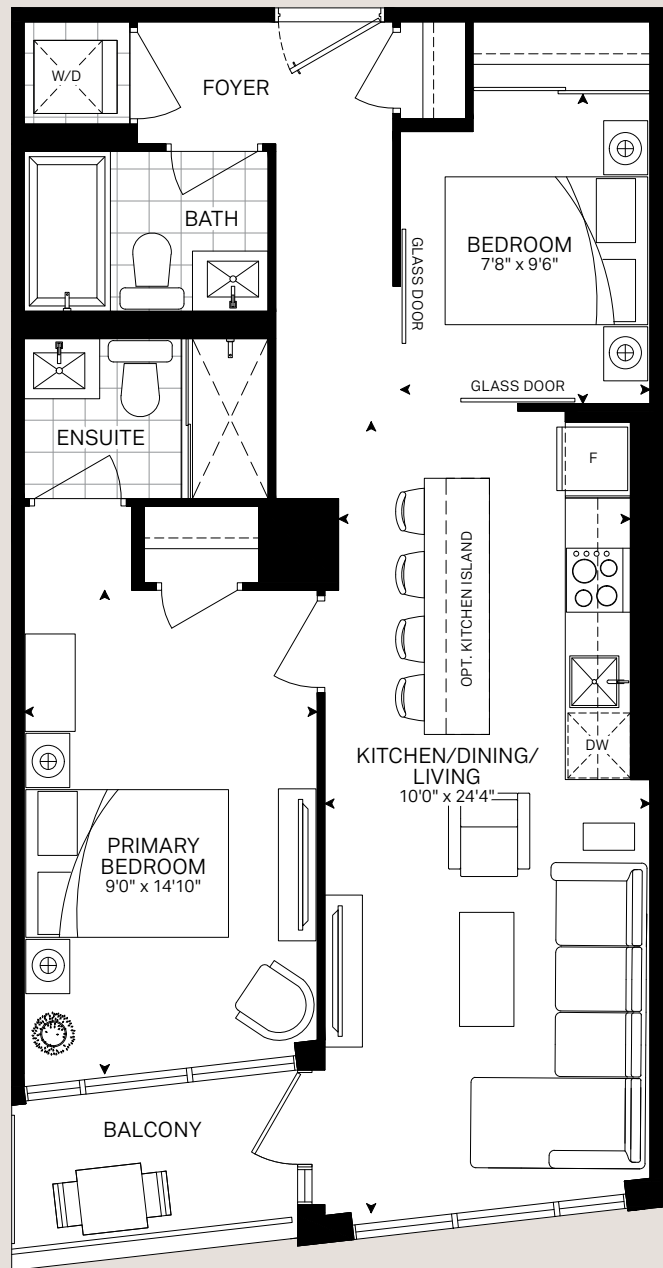 W/D
FOYER
BATH
GLASS DOOR
BEDROOM
7'8" x 9'6"
GLASS DOOR
ENSUITE
F
OPT. KITCHEN ISLAND
DW
KITCHEN/DINING/
LIVING
10'0" x 24'4"
PRIMARY
BEDROOM
9'0" x 14'10"
BALCONY